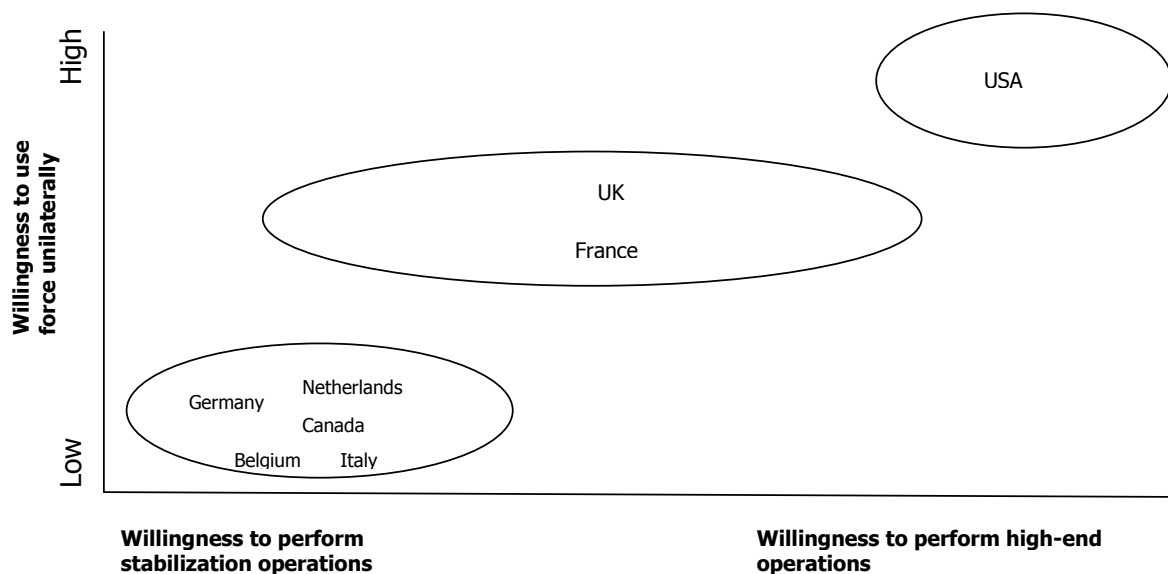 High
USA
Willingness to use
force unilaterally
UK
France
Germany
Netherlands
Canada
Belgium
Italy
Low
Willingness to perform
stabilization operations
Willingness to perform high-end
operations